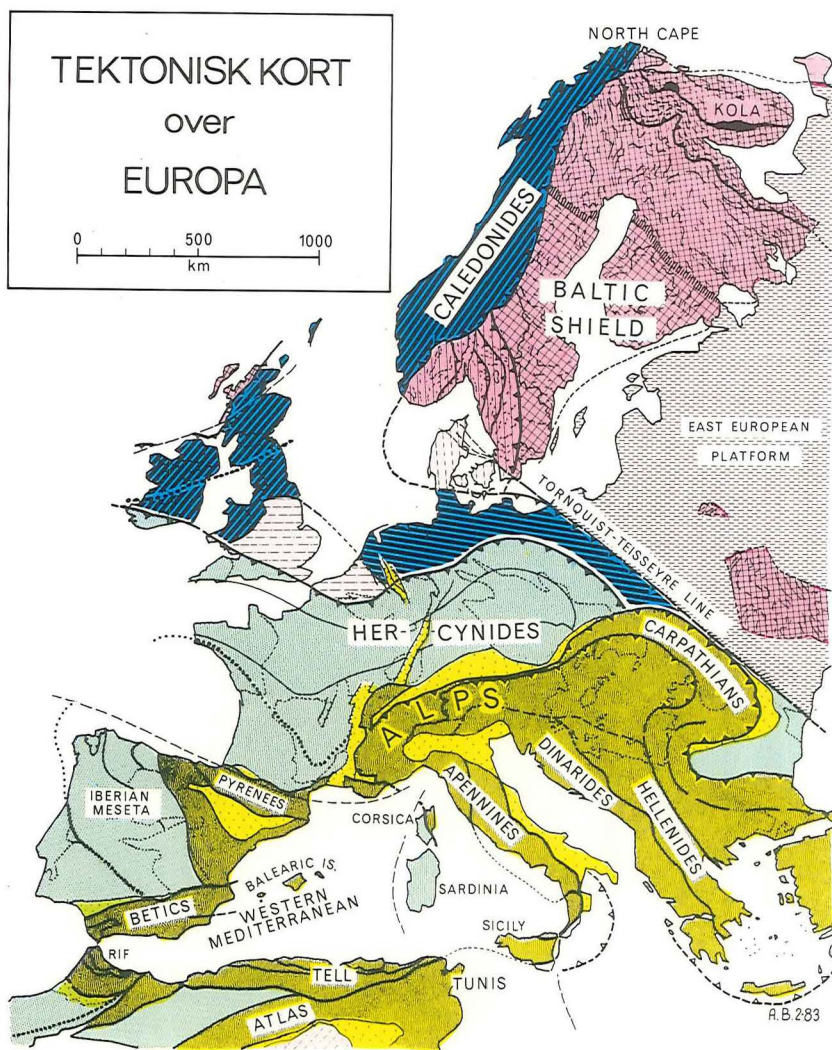 TEKTONISK KORT
over
EUROPA
0 500 1000
km
NORTH CAPE
KOLA
CALEDONIDES
BALTIC
SHIELD
EAST EUROPEAN
PLATFORM
TORNQUIST-TEISSEYRE LINE
HER-CYNIDES
CARPATHIANS
ALPS
DINARIDES
HELLENIDES
APENNINES
PYRENEES
IBERIAN
MESETA
CORSICA
SARDINIA
BALEARIC IS.
WESTERN
MEDITERRANEAN
BETICS
SICILY
RIF
TELL
TUNIS
ATLAS
A.B.2-83